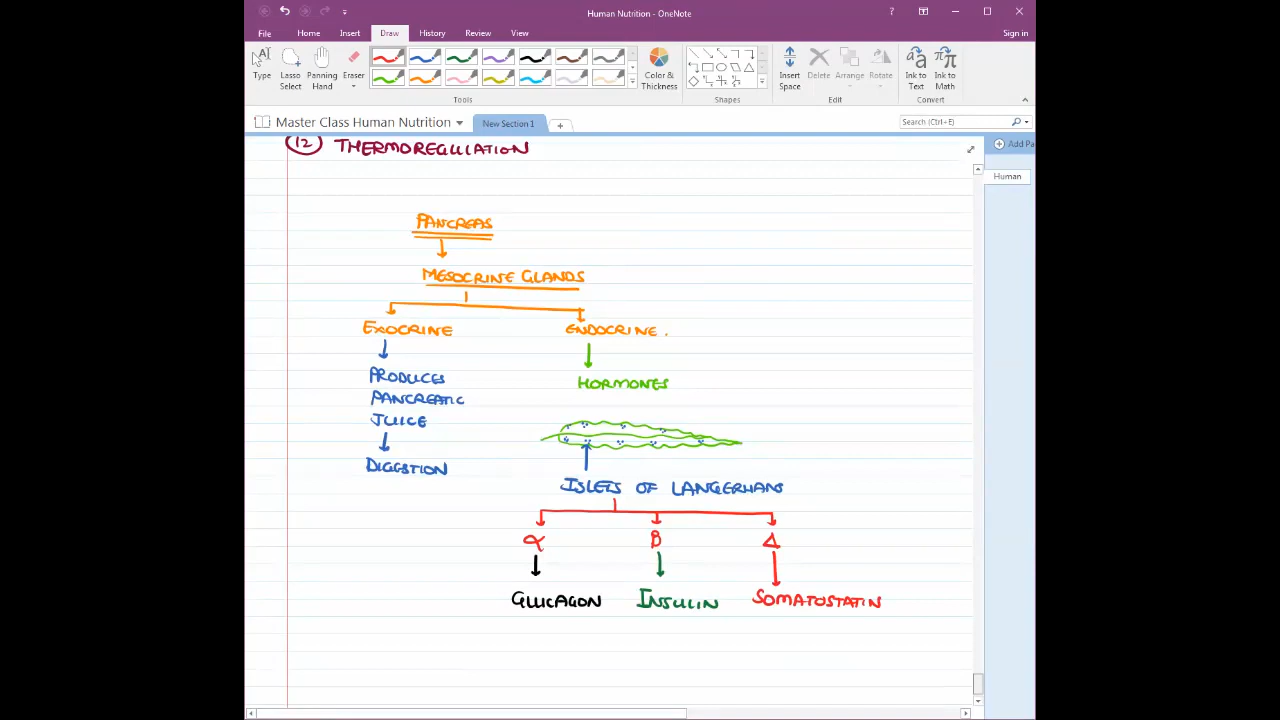 Human Nutrition - OneNote
File Home Insert Draw History Review View Sign in
Type
Lasso Select
Panning Hand
Eraser
Color & Thickness
Insert Space
Delete
Arrange
Rotate
Ink to Text
Ink to Math
Tools
Shapes
Edit
Convert
Master Class Human Nutrition
New Section 1
Search (Ctrl+E)
Add Pa
Human
12 THERMOREGULATION
PANCREAS
MESOCRINE GLANDS
EXOCRINE
ENDOCRINE.
PRODUCES
PANCREATIC
JUICE
DIGESTION
HORMONES
ISLETS OF LANGERHANS
α β Δ
GLUCAGON INSULIN SOMATOSTATIN